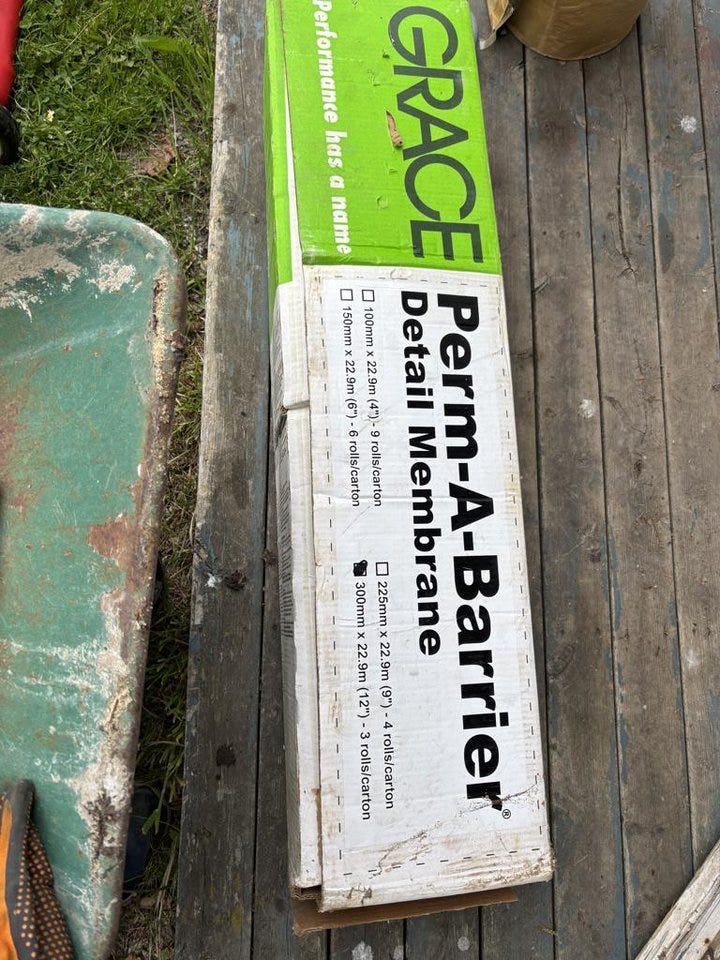 GRACE
Performance has a name
Perm-A-Barrier®
Detail Membrane
100mm x 22.9m (4") - 9 rolls/carton
150mm x 22.9m (6") - 6 rolls/carton
225mm x 22.9m (9") - 4 rolls/carton
300mm x 22.9m (12") - 3 rolls/carton